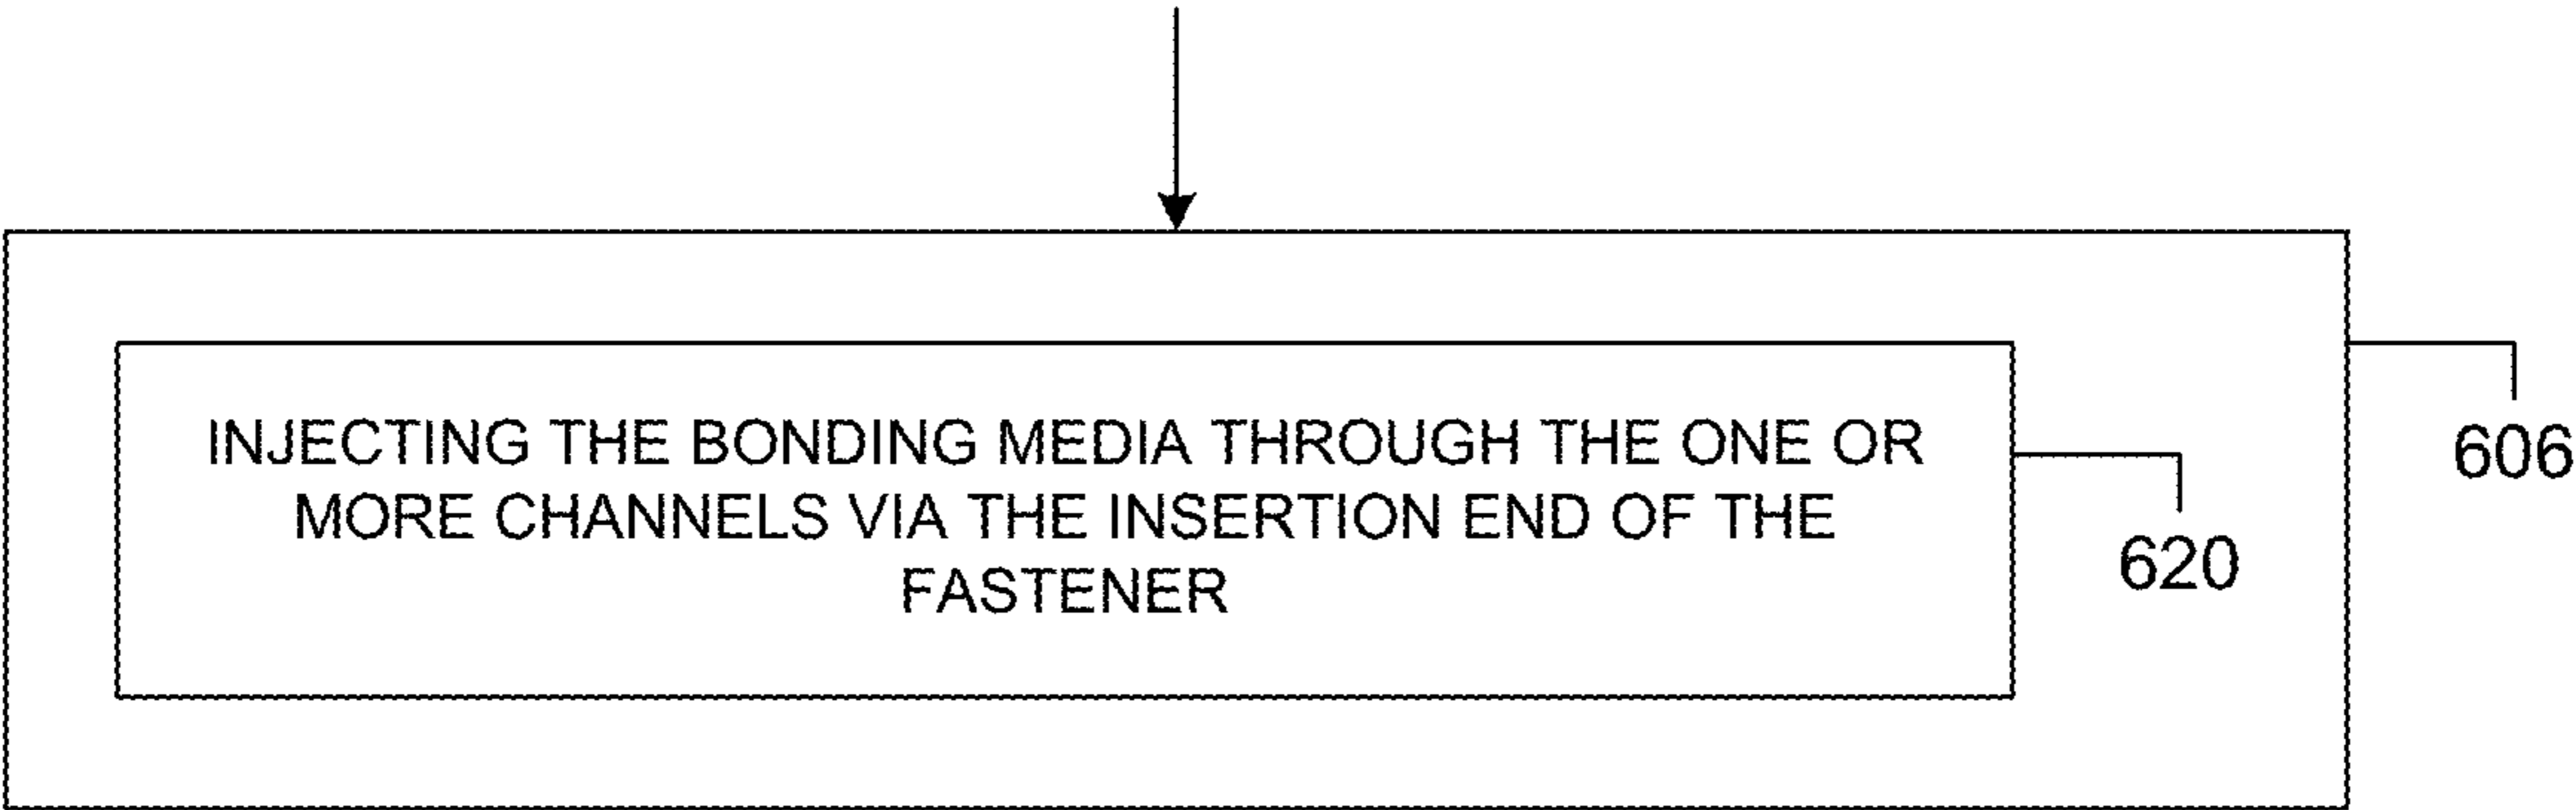 INJECTING THE BONDING MEDIA THROUGH THE ONE OR
MORE CHANNELS VIA THE INSERTION END OF THE
FASTENER
606
620